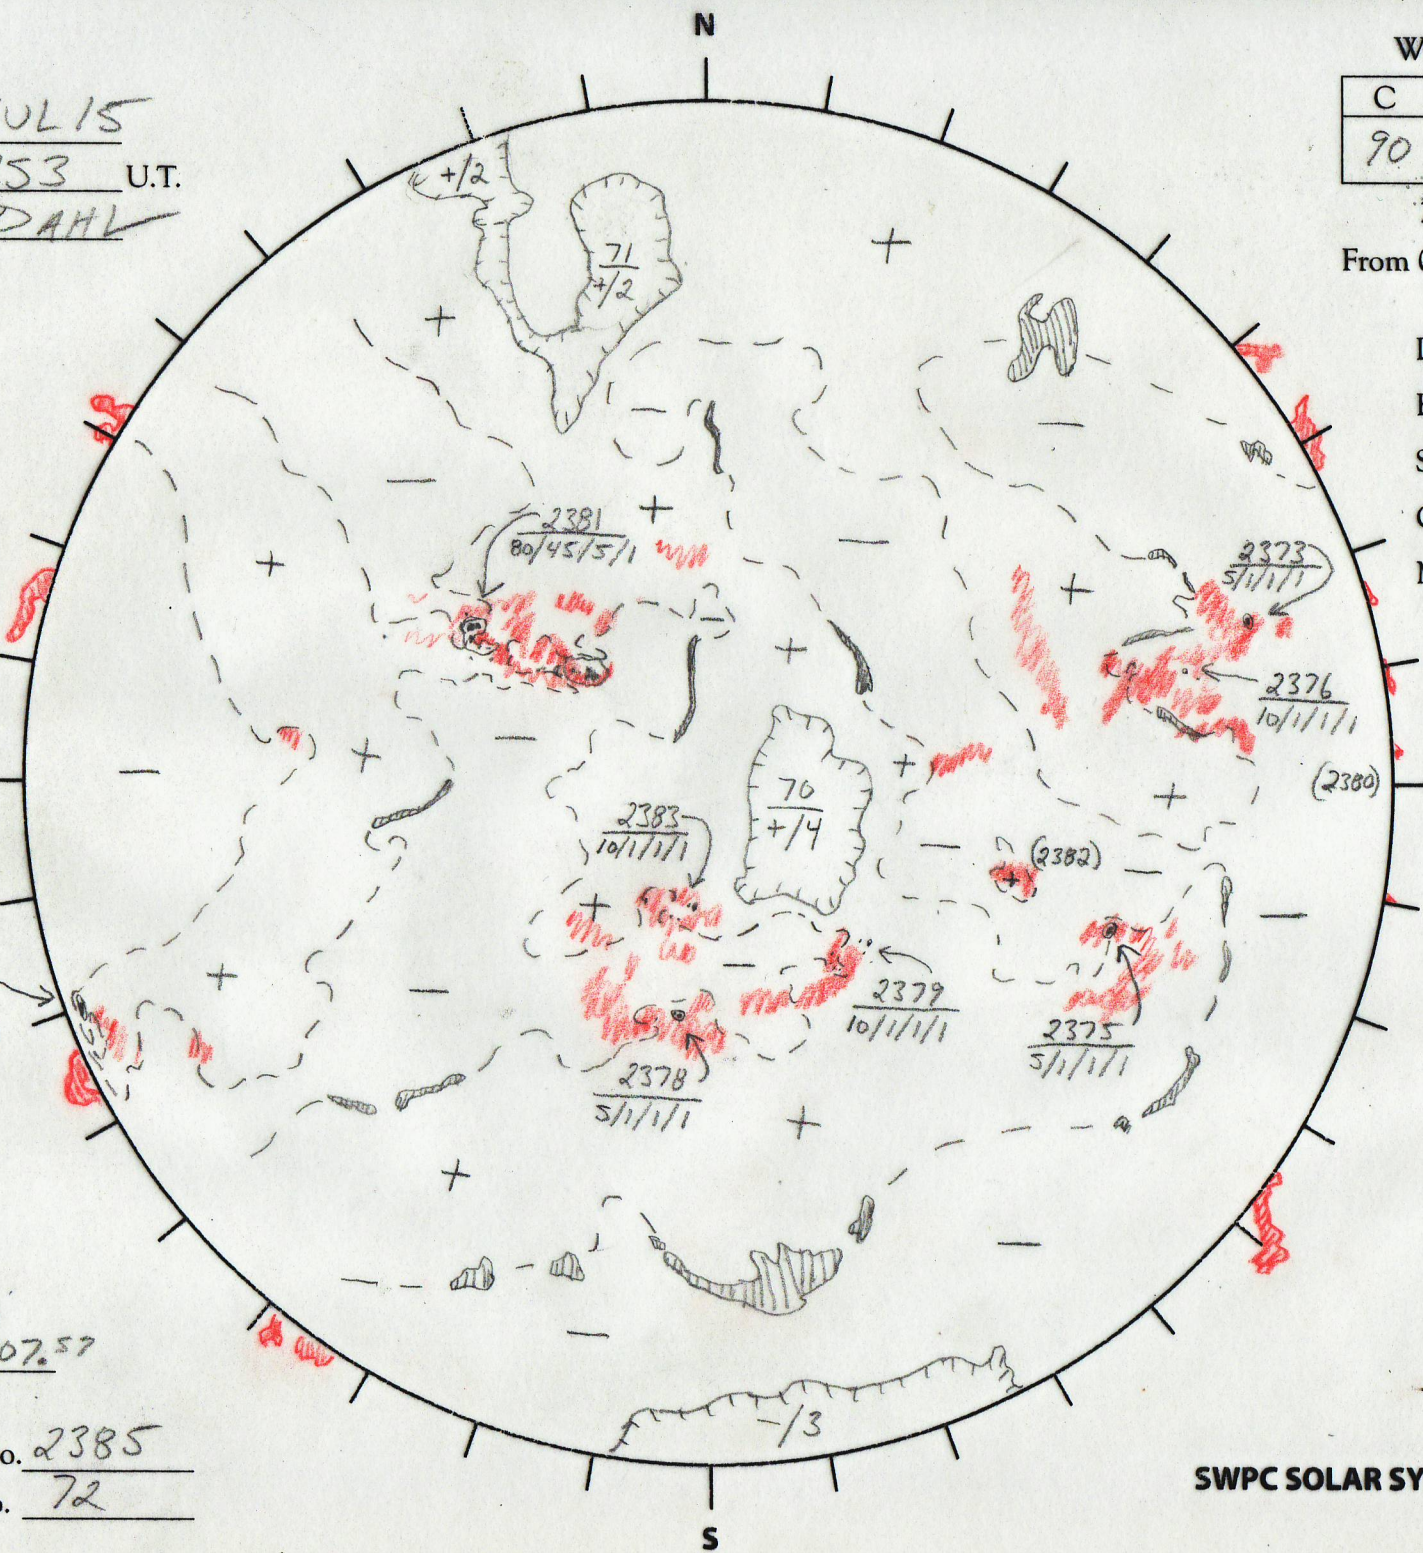 N
W
UL 15
53 U.T.
DAHL
C
90
From (
+/2
71
+/2
2381
80/45/5/1
2373
5/1/1/1
2376
10/1/1/1
(2380)
70
+/4
2383
10/1/1/1
(2382)
2379
10/1/1/1
2375
5/1/1/1
2378
5/1/1/1
07.57
-/3
o. 2385
. 72
SWPC SOLAR SY
S